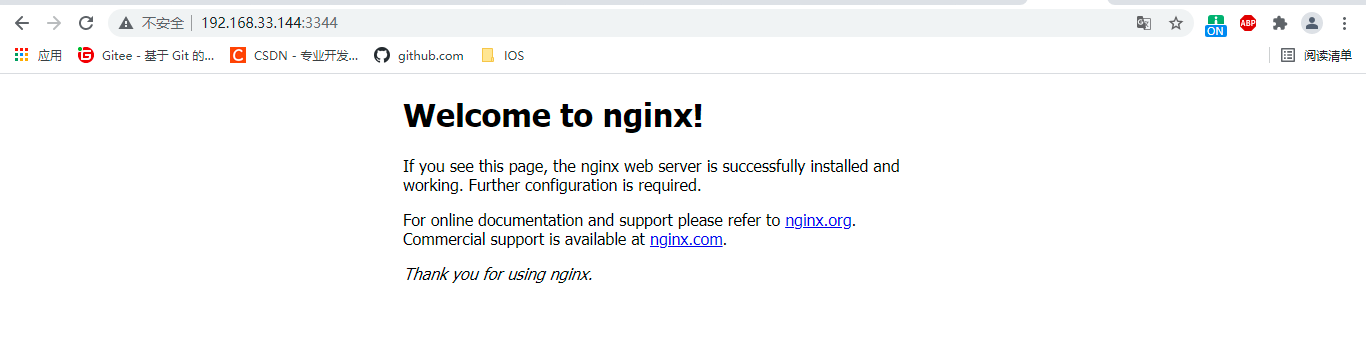 不安全 192.168.33.144:3344
ON ABP
应用 Gitee - 基于 Git 的... CSDN - 专业开发... github.com IOS 阅读清单
Welcome to nginx!
If you see this page, the nginx web server is successfully installed and
working. Further configuration is required.
For online documentation and support please refer to nginx.org.
Commercial support is available at nginx.com.
Thank you for using nginx.